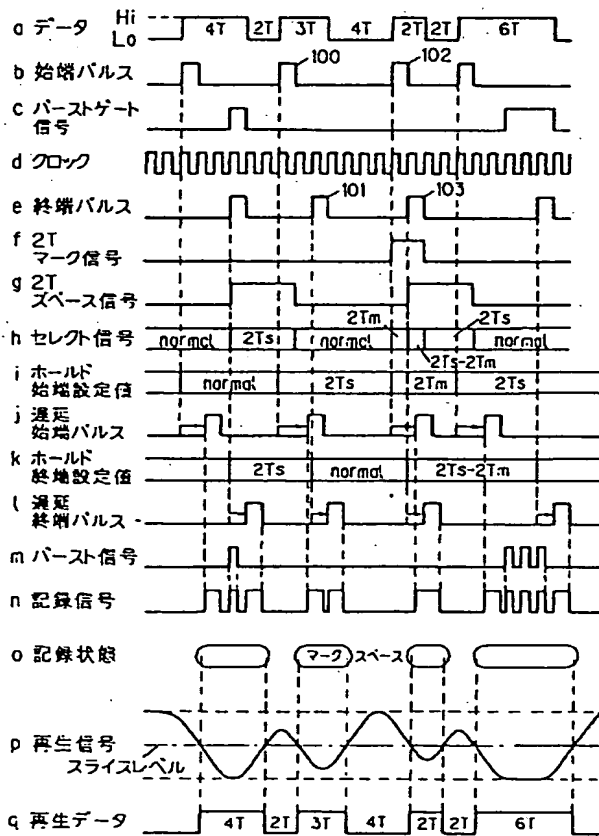 Hi
a データ
Lo
4T 2T 3T 4T 2T 2T 6T
b 始端パルス
100
102
c バーストゲート
信号
d クロック
e 終端パルス
101
103
f 2T
マーク信号
g 2T
スペース信号
2Tm
2Ts
h セレクト信号
normal 2Ts normal normal
2Ts-2Tm
i ホールド
始端設定値
normal 2Ts 2Tm 2Ts
j 遅延
始端パルス
k ホールド
終端設定値
2Ts normal 2Ts-2Tm
l 遅延
終端パルス
m バースト信号
n 記録信号
o 記録状態
マーク スペース
p 再生信号
スライスレベル
q 再生データ
4T 2T 3T 4T 2T 2T 6T